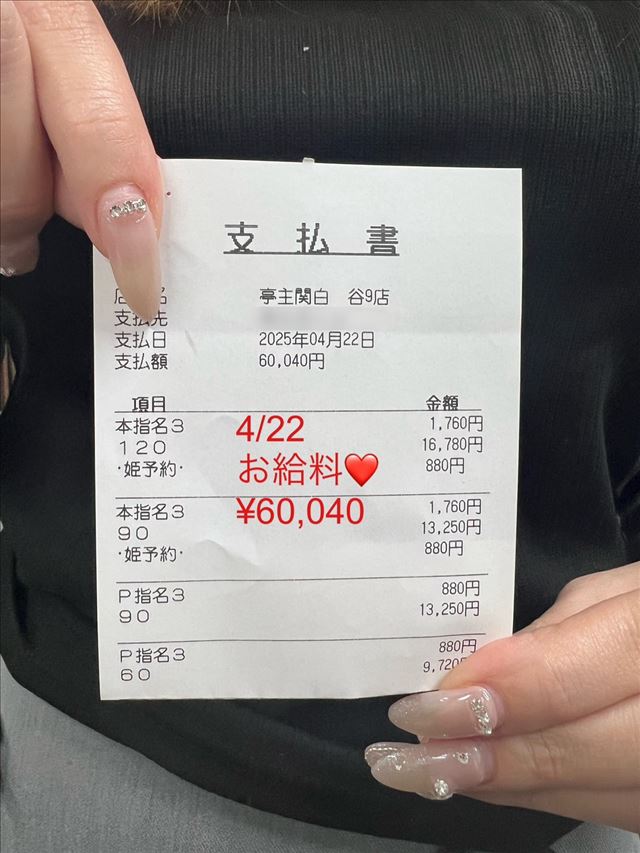 支払書
名 亭主関白 谷9店
支払先
支払日 2025年04月22日
支払額 60,040円
項目 金額
本指名3 1,760円
120 16,780円
・姫予約・ 880円
4/22
お給料❤️
¥60,040
本指名3 1,760円
90 13,250円
・姫予約・ 880円
P指名3 880円
90 13,250円
P指名3 880円
60 9,720円